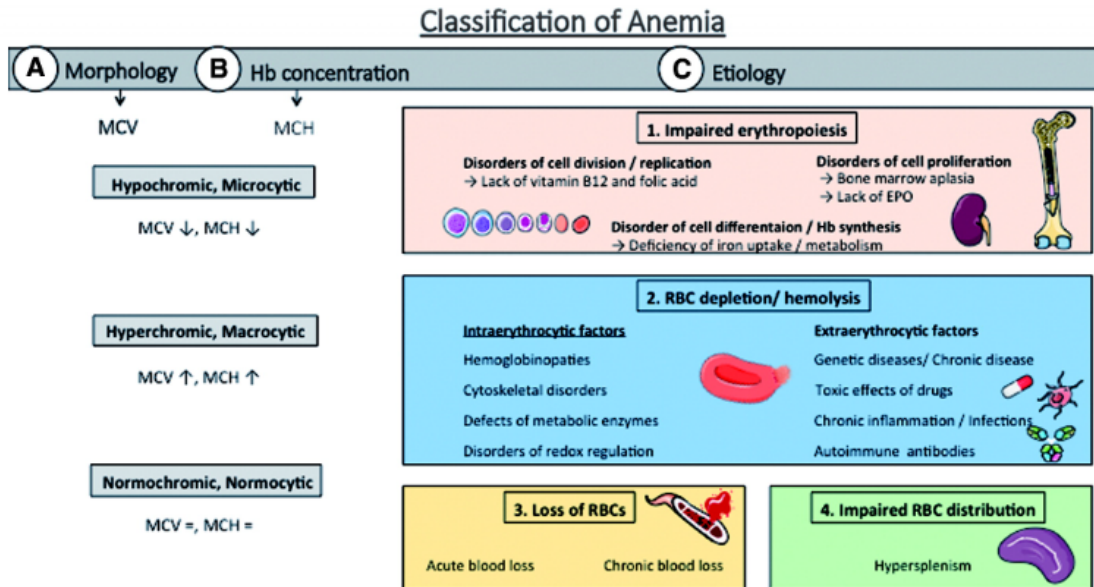 Classification of Anemia
A Morphology B Hb concentration C Etiology
MCV MCH
Hypochromic, Microcytic
MCV ↓, MCH ↓
Hyperchromic, Macrocytic
MCV ↑, MCH ↑
Normochromic, Normocytic
MCV =, MCH =
1. Impaired erythropoiesis
Disorders of cell division / replication
→ Lack of vitamin B12 and folic acid
Disorders of cell proliferation
→ Bone marrow aplasia
→ Lack of EPO
Disorder of cell differentaion / Hb synthesis
→ Deficiency of iron uptake / metabolism
2. RBC depletion/ hemolysis
Intraerythrocytic factors
Hemoglobinopaties
Cytoskeletal disorders
Defects of metabolic enzymes
Disorders of redox regulation
Extraerythrocytic factors
Genetic diseases/ Chronic disease
Toxic effects of drugs
Chronic inflammation / Infections
Autoimmune antibodies
3. Loss of RBCs
Acute blood loss Chronic blood loss
4. Impaired RBC distribution
Hypersplenism